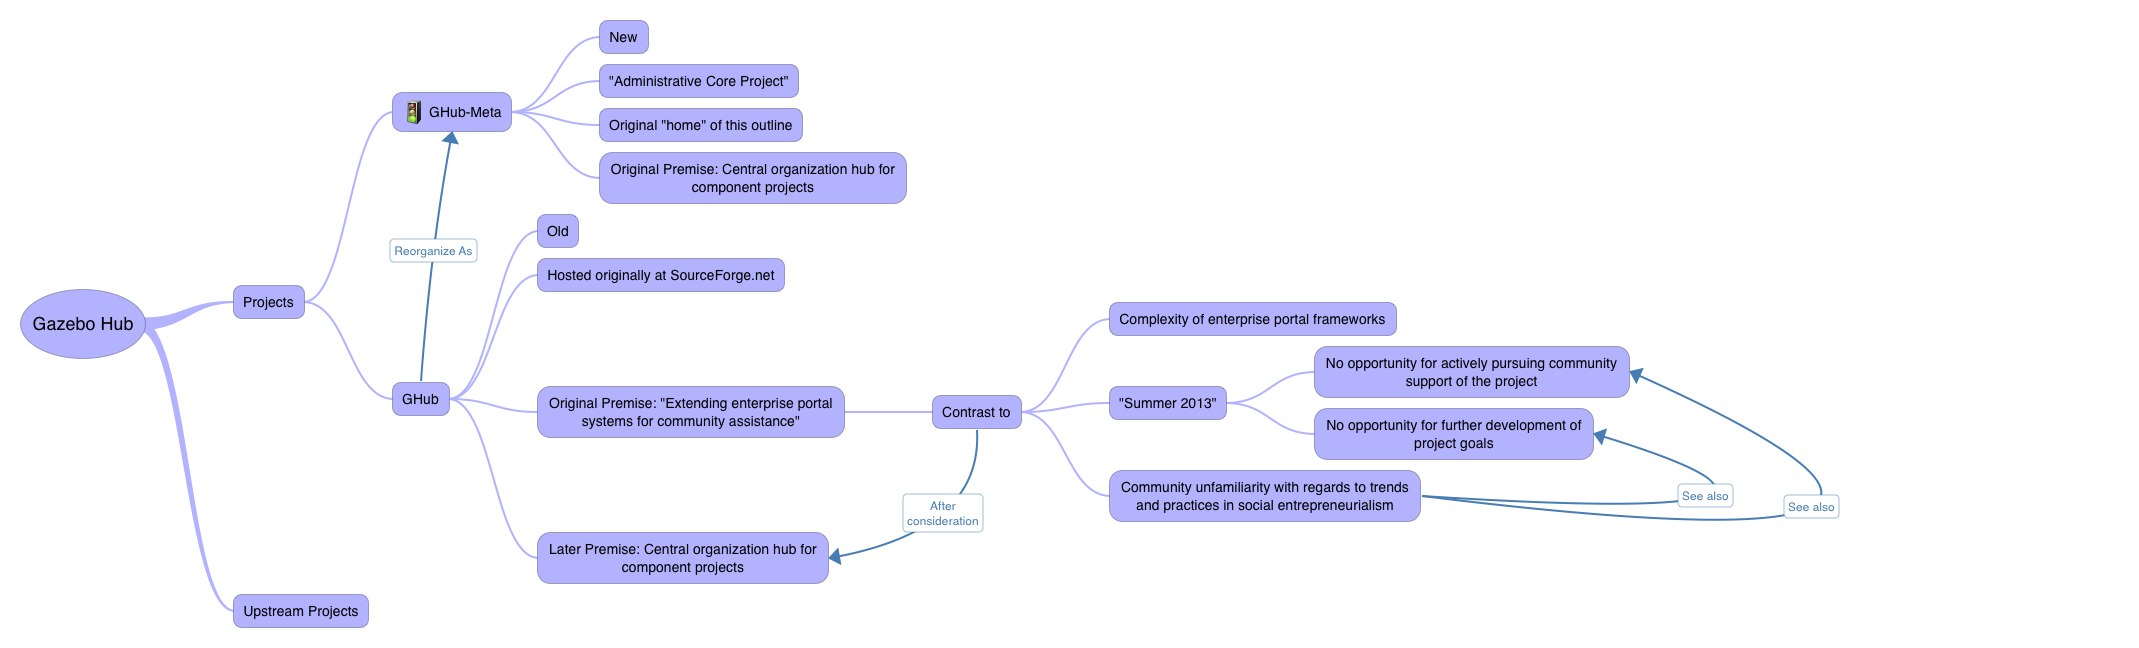 New
"Administrative Core Project"
GHub-Meta
Original "home" of this outline
Original Premise: Central organization hub for
component projects
Old
Reorganize As
Hosted originally at SourceForge.net
Projects
Gazebo Hub
GHub
Original Premise: "Extending enterprise portal
systems for community assistance"
Contrast to
Complexity of enterprise portal frameworks
"Summer 2013"
No opportunity for actively pursuing community
support of the project
No opportunity for further development of
project goals
Community unfamiliarity with regards to trends
and practices in social entrepreneurialism
See also
See also
After
consideration
Later Premise: Central organization hub for
component projects
Upstream Projects